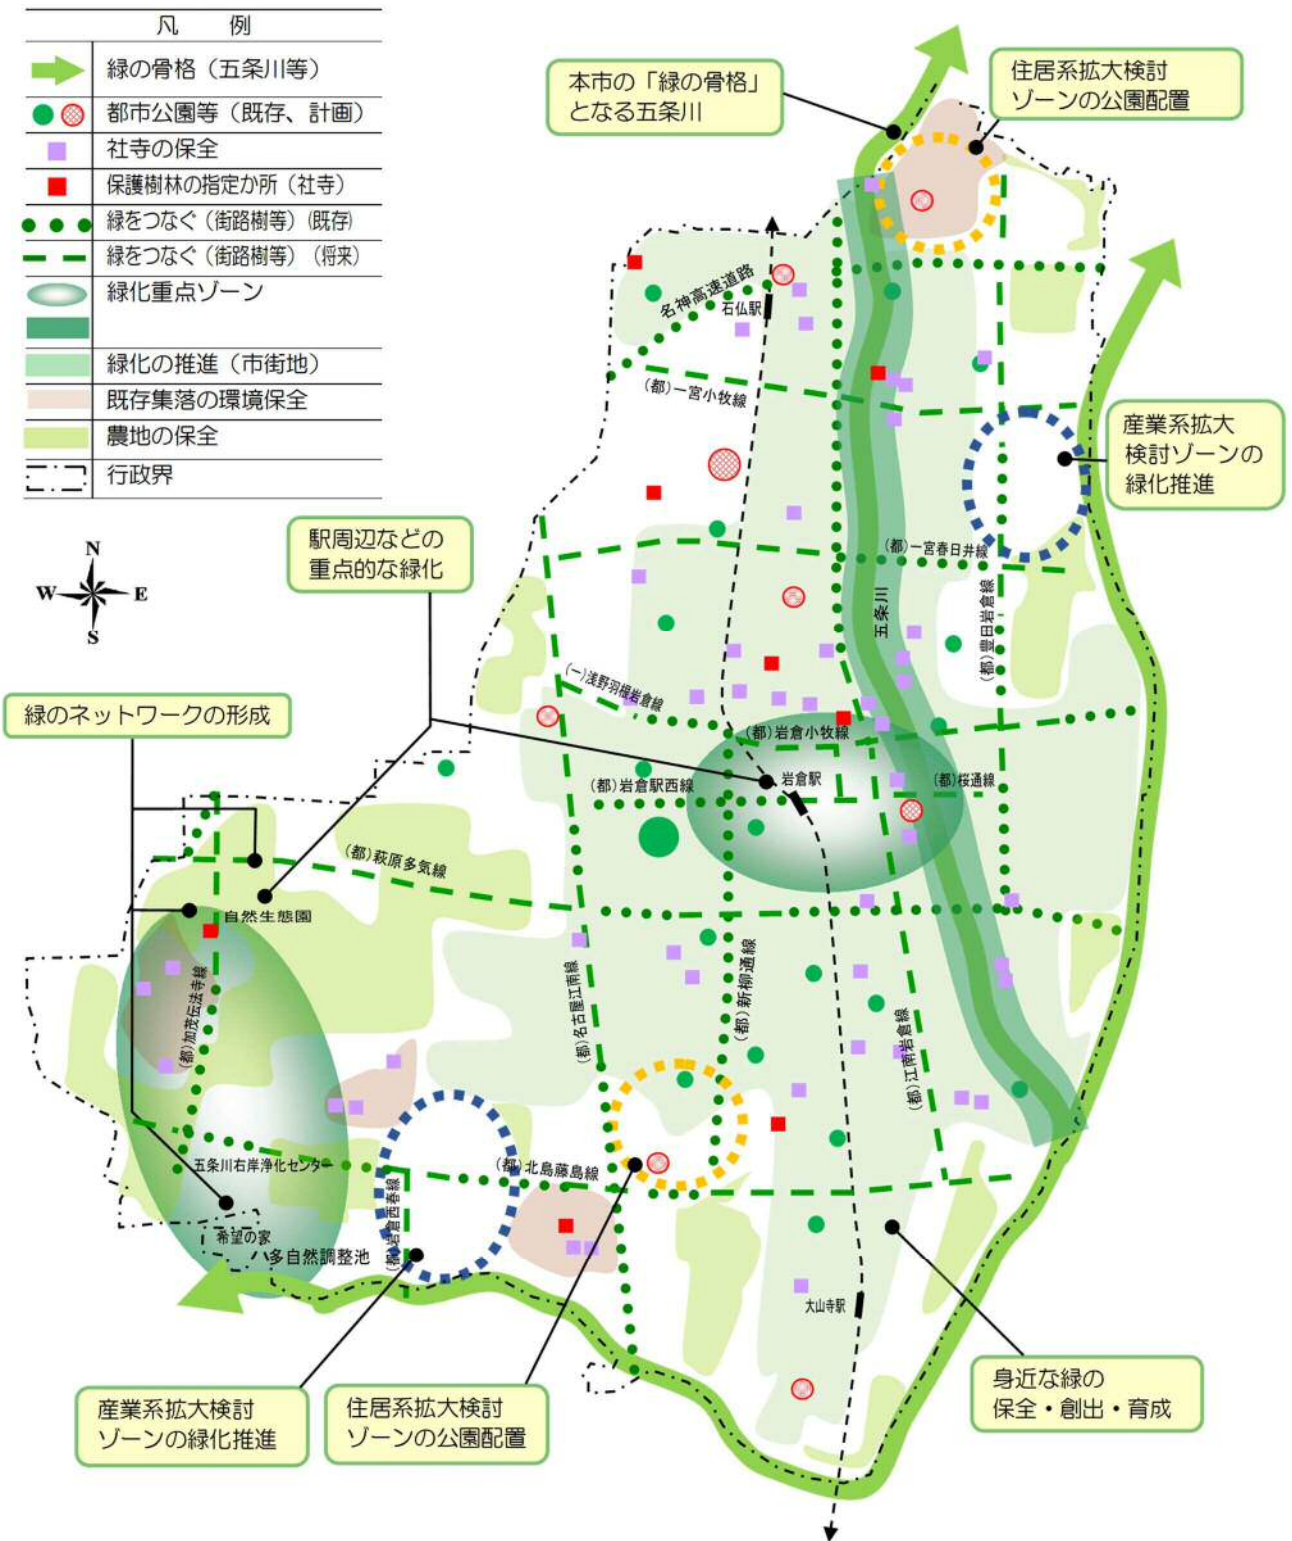 凡 例
緑の骨格（五条川等）
都市公園等（既存、計画）
社寺の保全
保護樹林の指定か所（社寺）
緑をつなぐ（街路樹等）（既存）
緑をつなぐ（街路樹等）（将来）
緑化重点ゾーン
緑化の推進（市街地）
既存集落の環境保全
農地の保全
行政界
N
W
E
S
本市の「緑の骨格」
となる五条川
住居系拡大検討
ゾーンの公園配置
名神高速道路
石仏駅
（都）一宮小牧線
産業系拡大
検討ゾーンの
緑化推進
駅周辺などの
重点的な緑化
（都）一宮春日井線
五条川
（都）豊田岩倉線
（一）浅野羽根岩倉線
緑のネットワークの形成
（都）岩倉小牧線
（都）岩倉駅西線
岩倉駅
（都）桜通線
（都）萩原多気線
自然生態園
（都）加茂伝法寺線
（都）名古屋江南線
（都）新柳通線
（都）江南岩倉線
五条川右岸浄化センター
（都）北島藤島線
（都）岩倉西春線
希望の家
多自然調整池
大山寺駅
産業系拡大検討
ゾーンの緑化推進
住居系拡大検討
ゾーンの公園配置
身近な緑の
保全・創出・育成